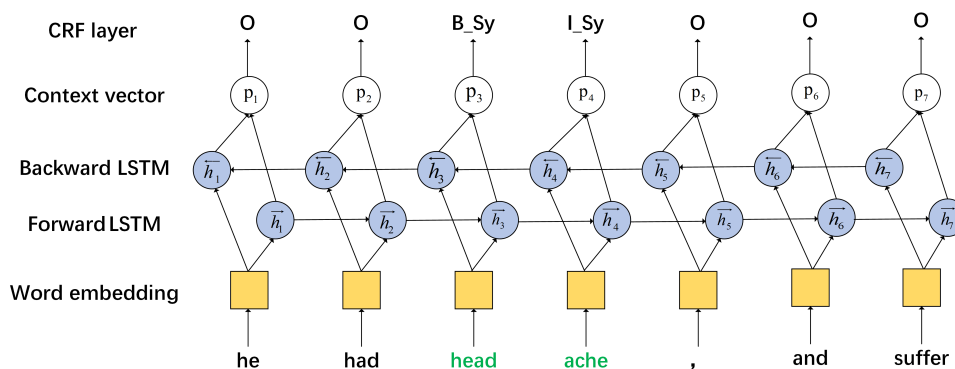 CRF layer O O B_Sy I_Sy O O O
Context vector p₁ p₂ p₃ p₄ p₅ p₆ p₇
Backward LSTM ←h₁ ←h₂ ←h₃ ←h₄ ←h₅ ←h₆ ←h₇
Forward LSTM →h₁ →h₂ →h₃ →h₄ →h₅ →h₆ →h₇
Word embedding
he had head ache , and suffer